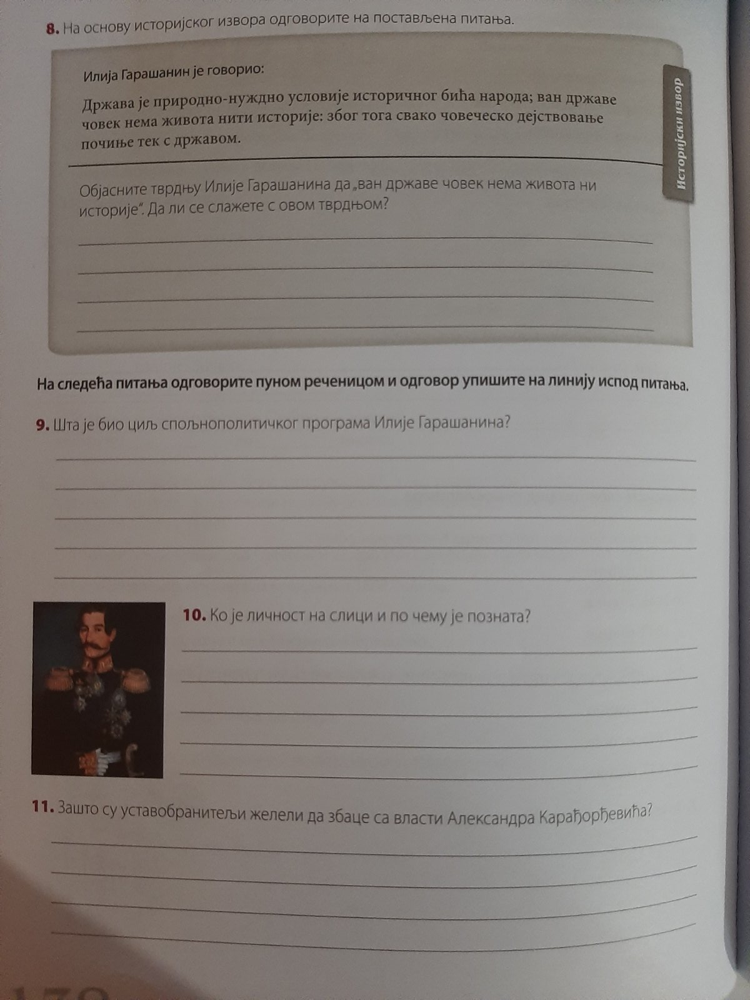 8. На основу историјског извора одговорите на постављена питања.
Илија Гарашанин је говорио:
Држава је природно-нуждно условије историчног бића народа; ван државе
човек нема живота нити историје: због тога свако човеческо дејствовање
почиње тек с државом.
Историјски извор
Објасните тврдњу Илије Гарашанина да „ван државе човек нема живота ни
историје“. Да ли се слажете с овом тврдњом?
На следећа питања одговорите пуном реченицом и одговор упишите на линију испод питања.
9. Шта је био циљ спољнополитичког програма Илије Гарашанина?
10. Ко је личност на слици и по чему је позната?
11. Зашто су уставобранитељи желели да збаце са власти Александра Карађорђевића?